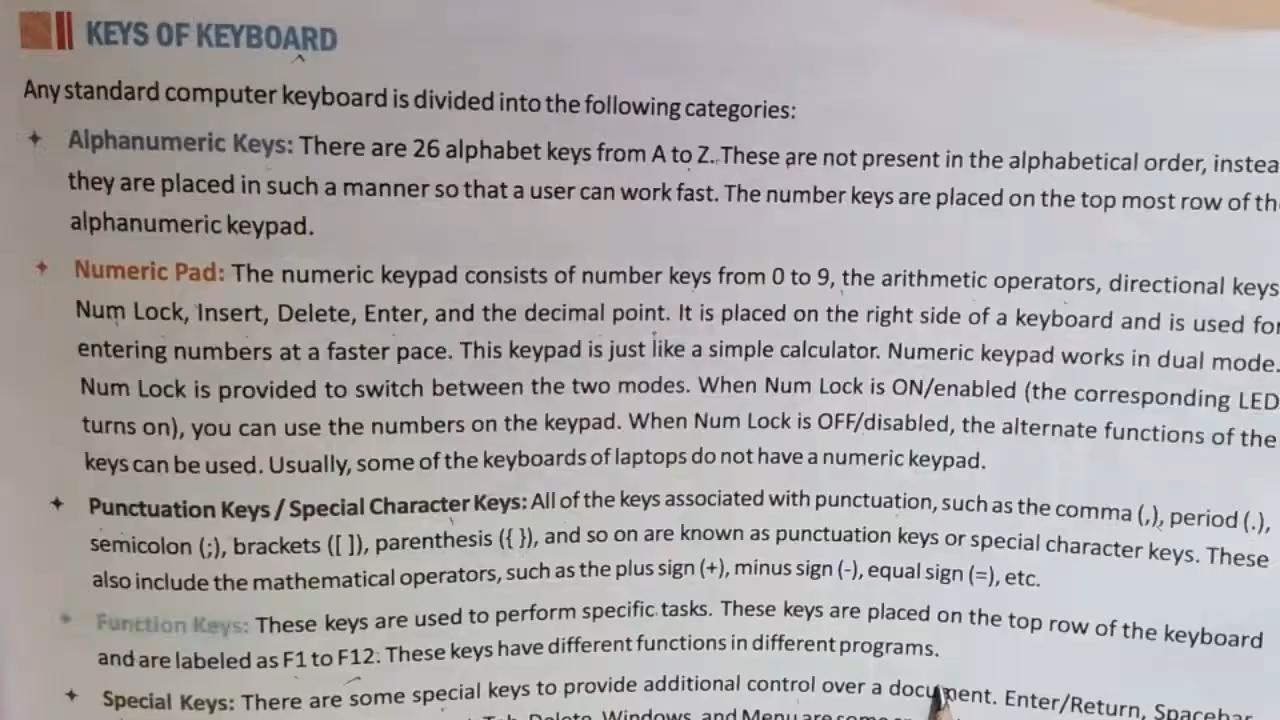 KEYS OF KEYBOARD
Any standard computer keyboard is divided into the following categories:
Alphanumeric Keys: There are 26 alphabet keys from A to Z. These are not present in the alphabetical order, instea
they are placed in such a manner so that a user can work fast. The number keys are placed on the top most row of th
alphanumeric keypad.
Numeric Pad: The numeric keypad consists of number keys from 0 to 9, the arithmetic operators, directional keys
Num Lock, Insert, Delete, Enter, and the decimal point. It is placed on the right side of a keyboard and is used for
entering numbers at a faster pace. This keypad is just like a simple calculator. Numeric keypad works in dual mode.
Num Lock is provided to switch between the two modes. When Num Lock is ON/enabled (the corresponding LED
turns on), you can use the numbers on the keypad. When Num Lock is OFF/disabled, the alternate functions of the
keys can be used. Usually, some of the keyboards of laptops do not have a numeric keypad.
Punctuation Keys / Special Character Keys: All of the keys associated with punctuation, such as the comma (,), period (.),
semicolon (;), brackets ([ ]), parenthesis ({ }), and so on are known as punctuation keys or special character keys. These
also include the mathematical operators, such as the plus sign (+), minus sign (-), equal sign (=), etc.
Function Keys: These keys are used to perform specific tasks. These keys are placed on the top row of the keyboard
and are labeled as F1 to F12. These keys have different functions in different programs.
Special Keys: There are some special keys to provide additional control over a document. Enter/Return, Spacebar
Tab, Delete, Windows, and Menu are some